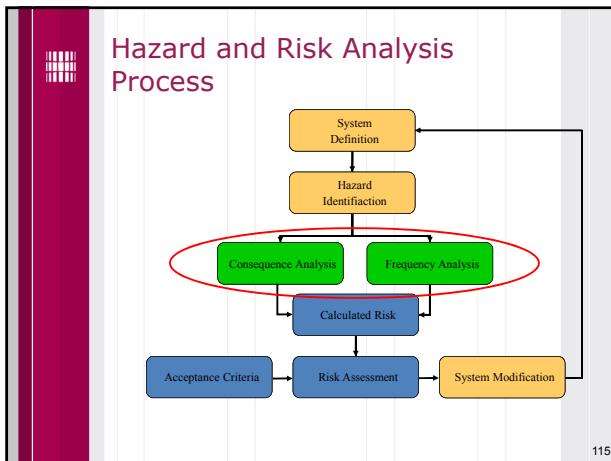 Hazard and Risk Analysis
Process
System
Definition
Hazard
Identifiaction
Consequence Analysis
Frequency Analysis
Calculated Risk
Acceptance Criteria
Risk Assessment
System Modification
115